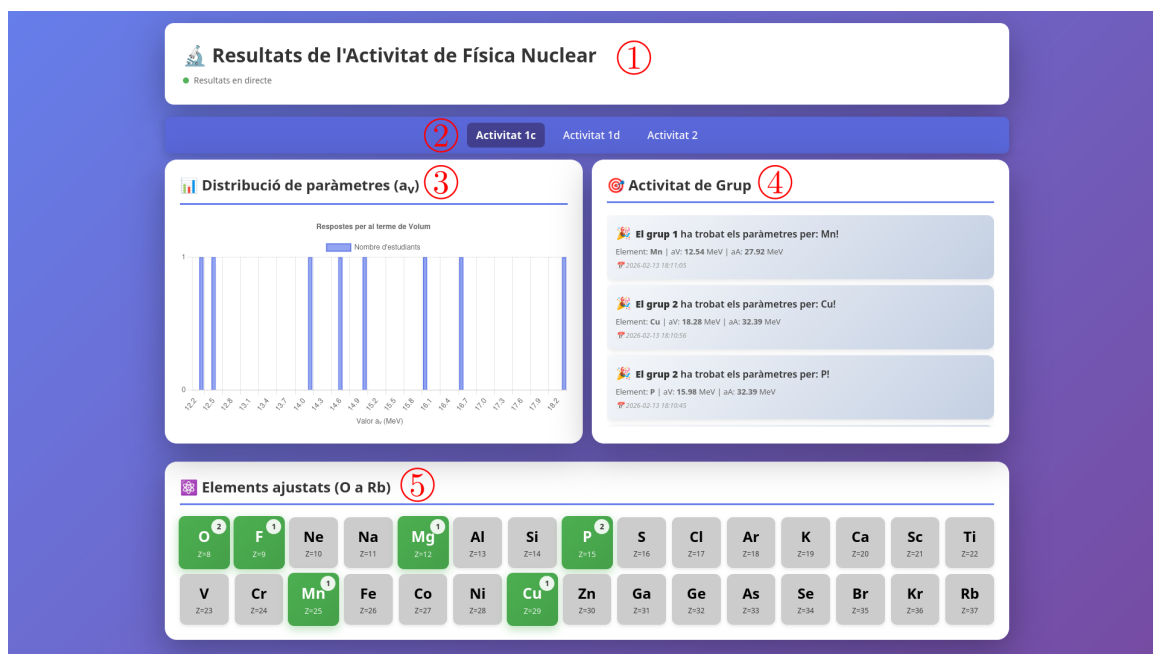 🔬 Resultats de l'Activitat de Física Nuclear ①
Resultats en directe
② Activitat 1c Activitat 1d Activitat 2
📊 Distribució de paràmetres (aᵥ) ③
Respostes per al terme de Volum
Nombre d'estudiants
1
0
12.2 12.5 12.8 13.1 13.4 13.7 14.0 14.3 14.6 14.9 15.2 15.5 15.8 16.1 16.4 16.7 17.0 17.3 17.6 17.9 18.2
Valor aᵥ (MeV)
🎯 Activitat de Grup ④
🎉 El grup 1 ha trobat els paràmetres per: Mn!
Element: Mn | aV: 12.54 MeV | aA: 27.92 MeV
📅 2026-02-13 18:11:05
🎉 El grup 2 ha trobat els paràmetres per: Cu!
Element: Cu | aV: 18.28 MeV | aA: 32.39 MeV
📅 2026-02-13 18:10:56
🎉 El grup 2 ha trobat els paràmetres per: P!
Element: P | aV: 15.98 MeV | aA: 32.39 MeV
📅 2026-02-13 18:10:45
⚛️ Elements ajustats (O a Rb) ⑤
2 1 1 2
O F Ne Na Mg Al Si P S Cl Ar K Ca Sc Ti
Z=8 Z=9 Z=10 Z=11 Z=12 Z=13 Z=14 Z=15 Z=16 Z=17 Z=18 Z=19 Z=20 Z=21 Z=22
1 1
V Cr Mn Fe Co Ni Cu Zn Ga Ge As Se Br Kr Rb
Z=23 Z=24 Z=25 Z=26 Z=27 Z=28 Z=29 Z=30 Z=31 Z=32 Z=33 Z=34 Z=35 Z=36 Z=37